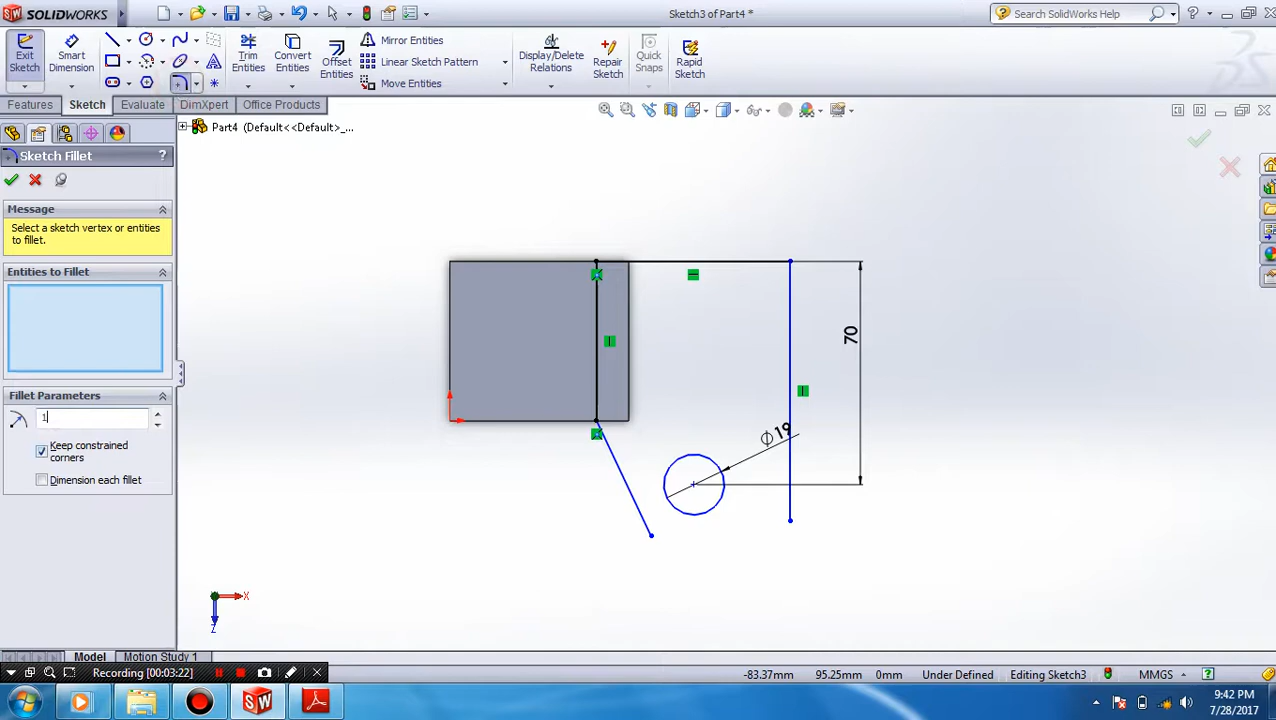 SW SOLIDWORKS
Sketch3 of Part4 *
Search SolidWorks Help
Exit Sketch
Smart Dimension
Trim Entities
Convert Entities
Offset Entities
Mirror Entities
Linear Sketch Pattern
Move Entities
Display/Delete Relations
Repair Sketch
Quick Snaps
Rapid Sketch
Features
Sketch
Evaluate
DimXpert
Office Products
Part4 (Default<<Default>_...
Sketch Fillet
?
Message
Select a sketch vertex or entities
to fillet.
Entities to Fillet
Fillet Parameters
1
Keep constrained
corners
Dimension each fillet
70
Φ19
X
Z
Model
Motion Study 1
Recording [00:03:22]
-83.37mm
95.25mm
0mm
Under Defined
Editing Sketch3
MMGS
9:42 PM
7/28/2017